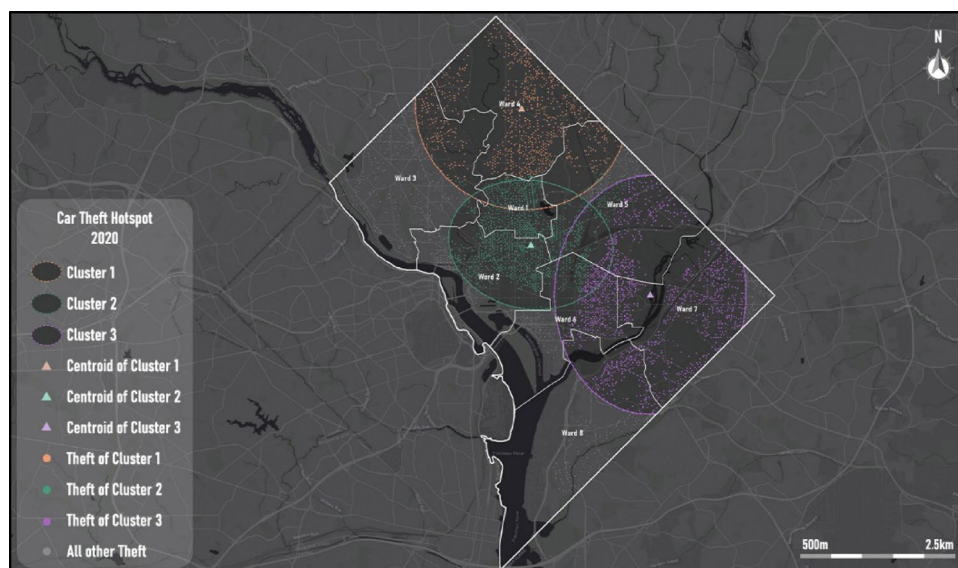 N
Ward 4
Ward 3
Ward 1
Ward 5
Ward 2
Ward 6
Ward 7
Ward 8
Car Theft Hotspot
2020
Cluster 1
Cluster 2
Cluster 3
Centroid of Cluster 1
Centroid of Cluster 2
Centroid of Cluster 3
Theft of Cluster 1
Theft of Cluster 2
Theft of Cluster 3
All other Theft
500m 2.5km